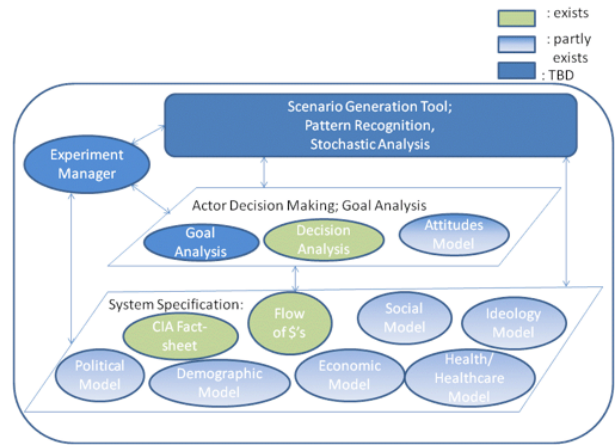 : exists
: partly
exists
: TBD
Scenario Generation Tool;
Pattern Recognition,
Stochastic Analysis
Experiment
Manager
Actor Decision Making; Goal Analysis
Goal
Analysis
Decision
Analysis
Attitudes
Model
System Specification:
CIA Fact-
sheet
Flow
of $'s
Social
Model
Ideology
Model
Political
Model
Demographic
Model
Economic
Model
Health/
Healthcare
Model